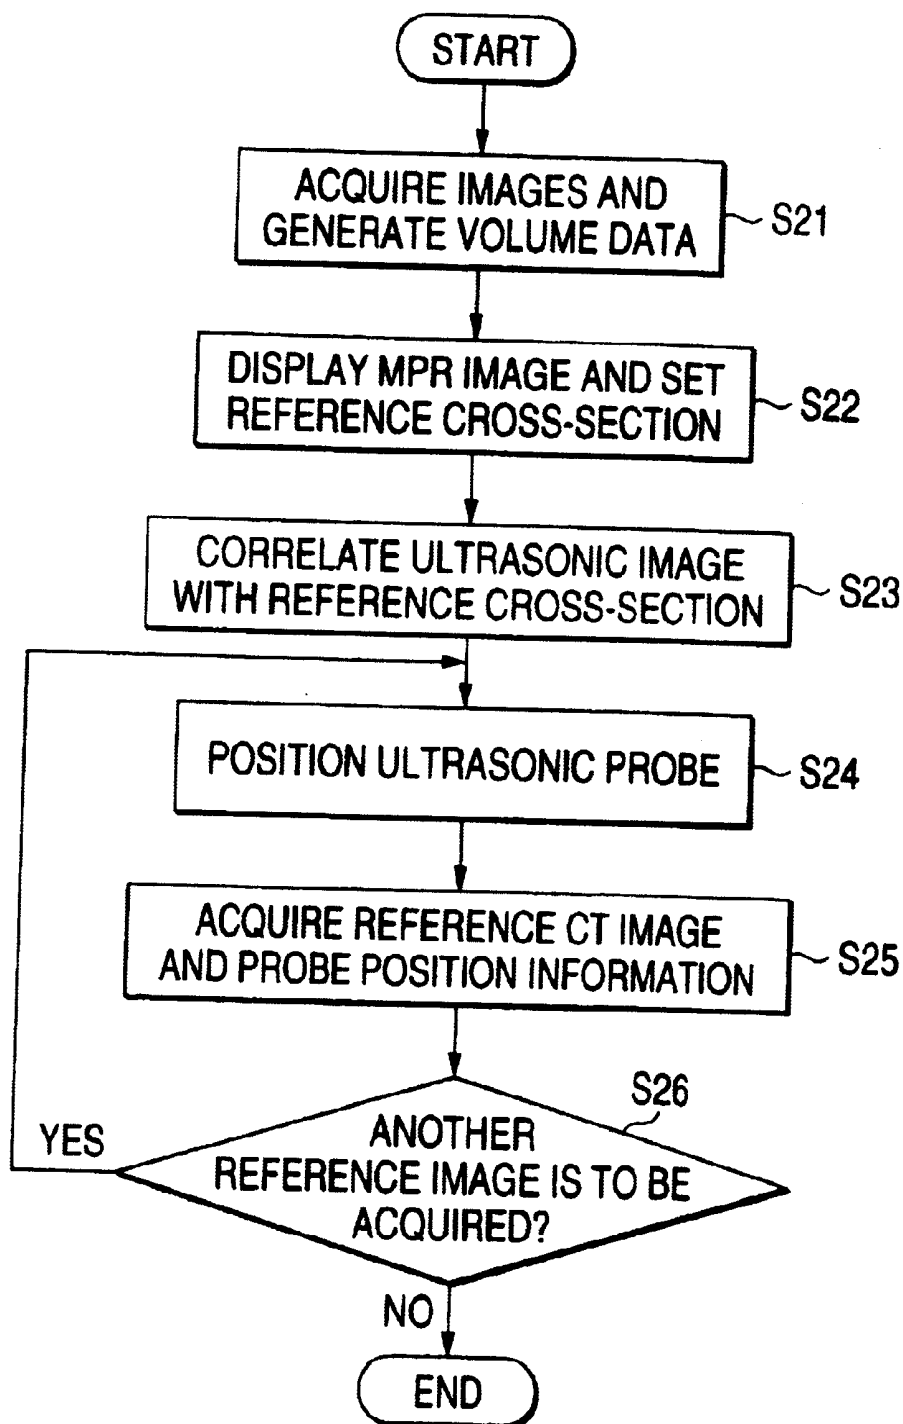 START
ACQUIRE IMAGES AND
GENERATE VOLUME DATA
S21
DISPLAY MPR IMAGE AND SET
REFERENCE CROSS-SECTION
S22
CORRELATE ULTRASONIC IMAGE
WITH REFERENCE CROSS-SECTION
S23
POSITION ULTRASONIC PROBE
S24
ACQUIRE REFERENCE CT IMAGE
AND PROBE POSITION INFORMATION
S25
S26
YES
ANOTHER
REFERENCE IMAGE IS TO BE
ACQUIRED?
NO
END